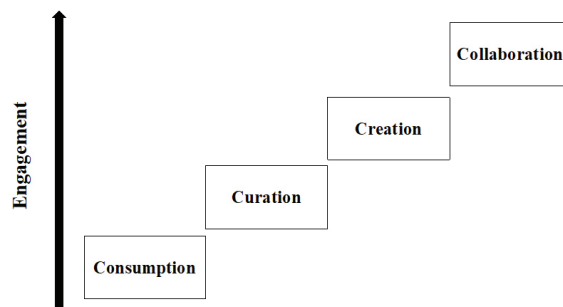 Collaboration
Creation
Engagement
Curation
Consumption